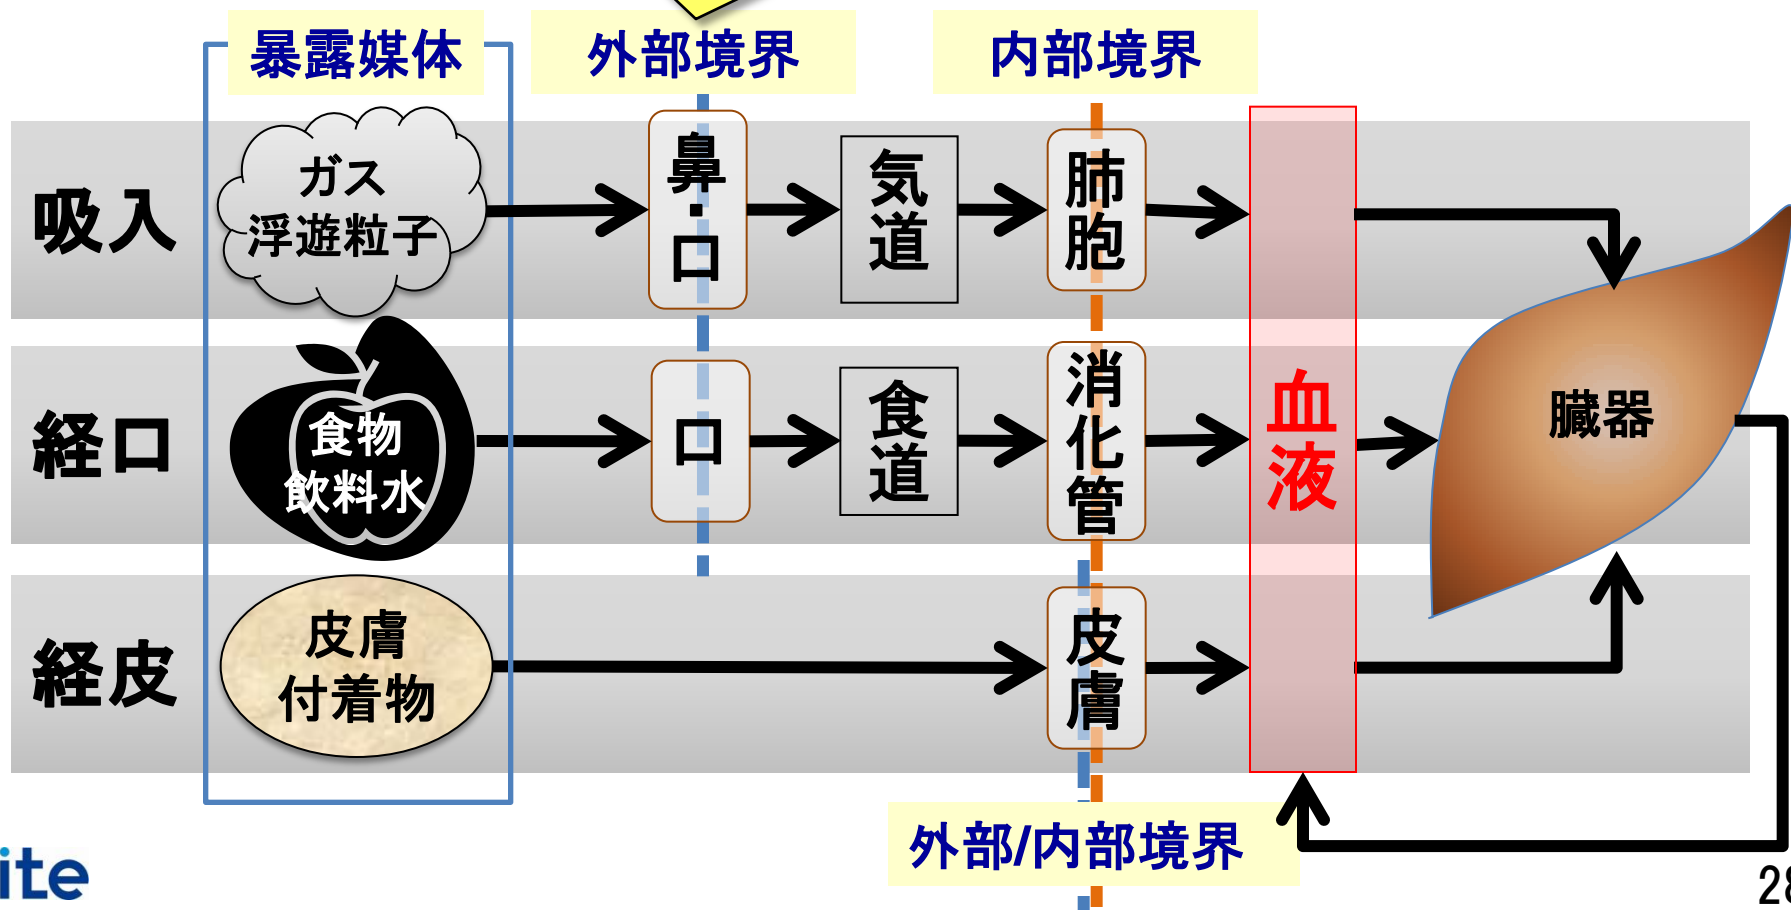 暴露媒体
外部境界
内部境界
吸入
ガス
浮遊粒子
鼻・口
気道
肺胞
経口
食物
飲料水
口
食道
消化管
血液
臓器
経皮
皮膚
付着物
皮膚
外部/内部境界
ite
28